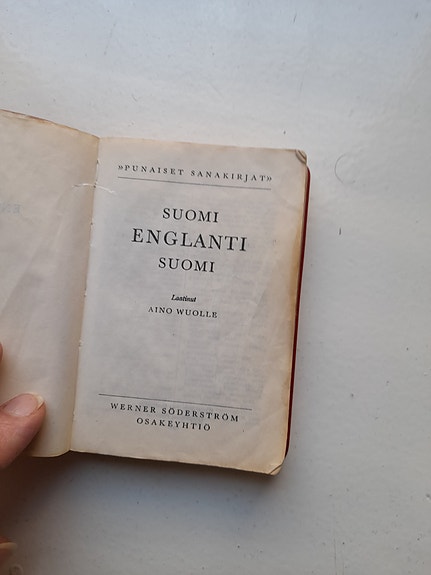 »PUNAISET SANAKIRJAT»
SUOMI
ENGLANTI
SUOMI
Laatinut
AINO WUOLLE
WERNER SÖDERSTRÖM
OSAKEYHTIÖ